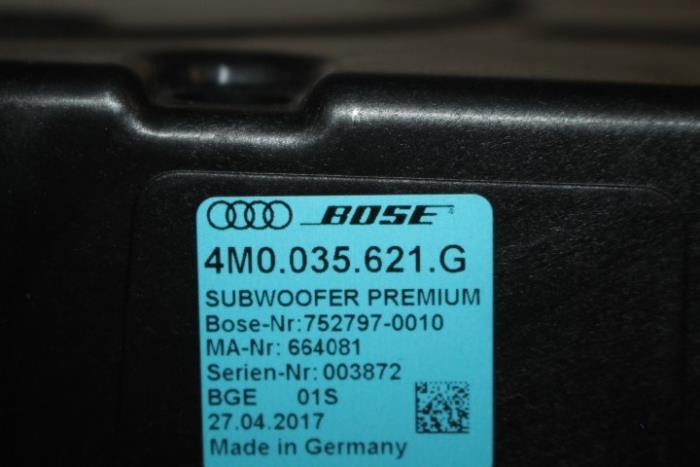 BOSE
4M0.035.621.G
SUBWOOFER PREMIUM
Bose-Nr:752797-0010
MA-Nr: 664081
Serien-Nr: 003872
BGE 01S
27.04.2017
Made in Germany